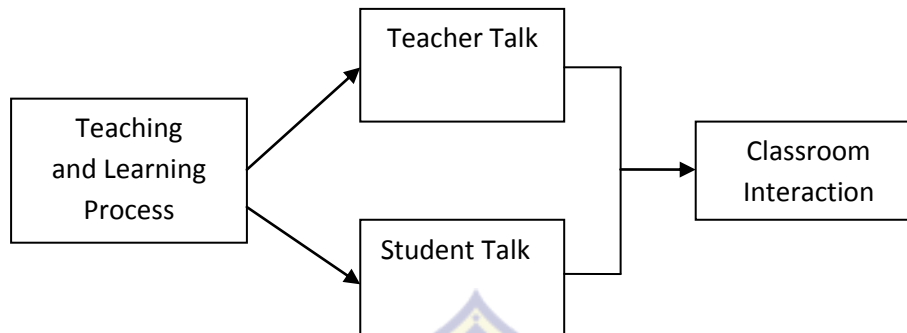 Teacher Talk
Teaching
and Learning
Process
Classroom
Interaction
Student Talk